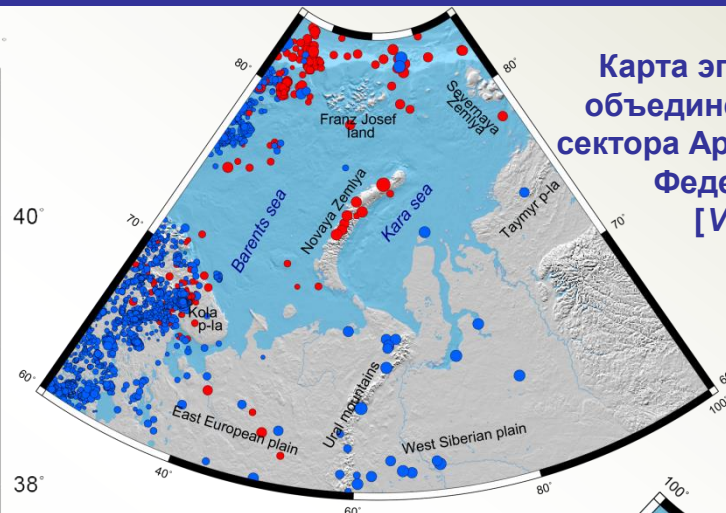 Карта эп
объедин
сектора Ар
Феде
[V
80°
80°
Severnaya
Zemlya
Franz Josef
land
Novaya Zemlya
Kara sea
Barents sea
Taymyr p-la
40°
70°
70°
Kola
p-la
60°
Ural mountains
East European plain
West Siberian plain
100°
40°
60°
80°
38°
100°